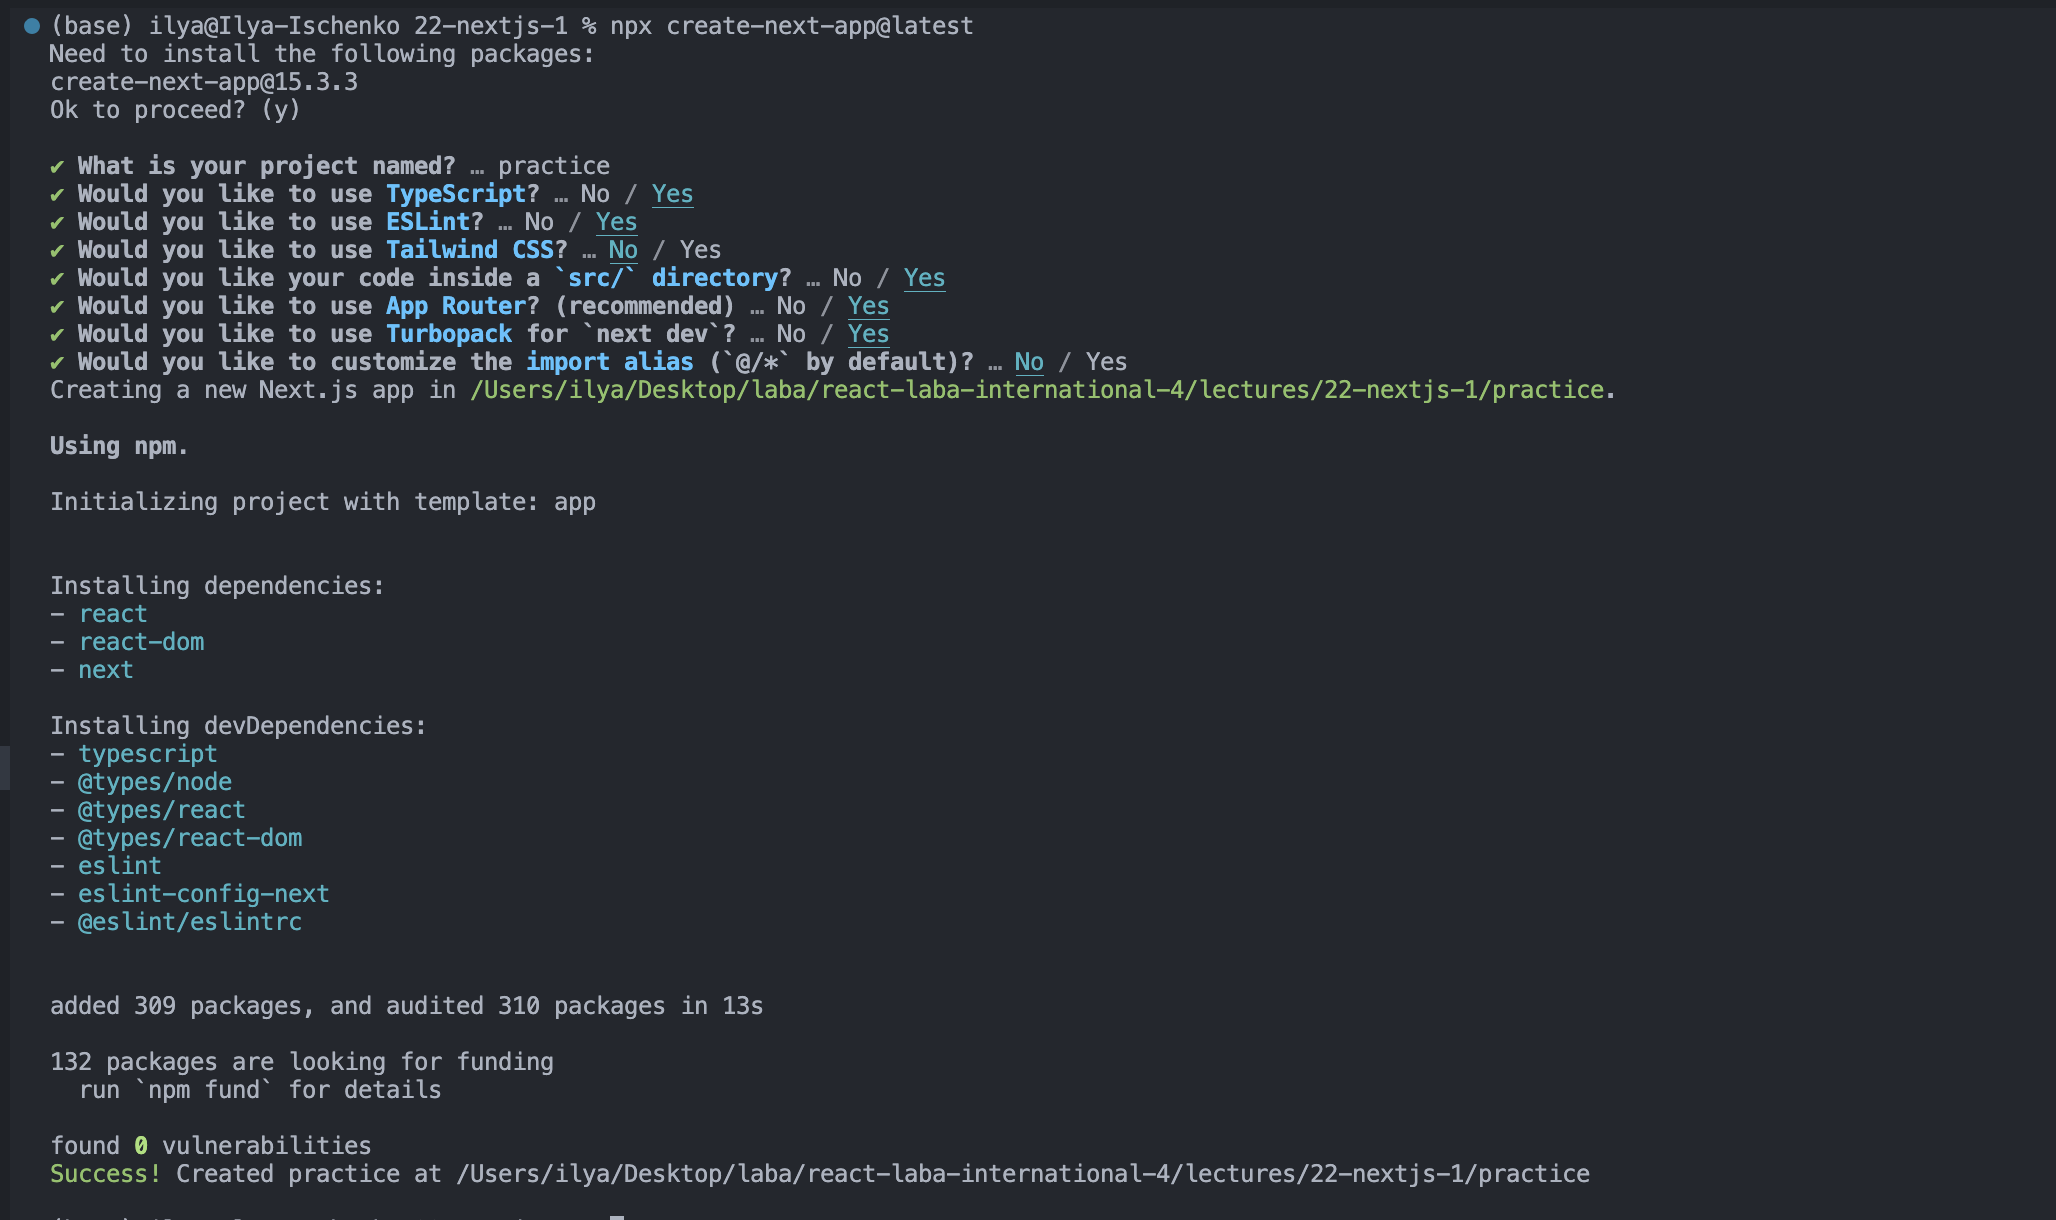 (base) ilya@Ilya-Ischenko 22-nextjs-1 % npx create-next-app@latest
Need to install the following packages:
create-next-app@15.3.3
Ok to proceed? (y)
✔ What is your project named? … practice
✔ Would you like to use TypeScript? … No / Yes
✔ Would you like to use ESLint? … No / Yes
✔ Would you like to use Tailwind CSS? … No / Yes
✔ Would you like your code inside a `src/` directory? … No / Yes
✔ Would you like to use App Router? (recommended) … No / Yes
✔ Would you like to use Turbopack for `next dev`? … No / Yes
✔ Would you like to customize the import alias (`@/*` by default)? … No / Yes
Creating a new Next.js app in /Users/ilya/Desktop/laba/react-laba-international-4/lectures/22-nextjs-1/practice.
Using npm.
Initializing project with template: app
Installing dependencies:
- react
- react-dom
- next
Installing devDependencies:
- typescript
- @types/node
- @types/react
- @types/react-dom
- eslint
- eslint-config-next
- @eslint/eslintrc
added 309 packages, and audited 310 packages in 13s
132 packages are looking for funding
run `npm fund` for details
found 0 vulnerabilities
Success! Created practice at /Users/ilya/Desktop/laba/react-laba-international-4/lectures/22-nextjs-1/practice